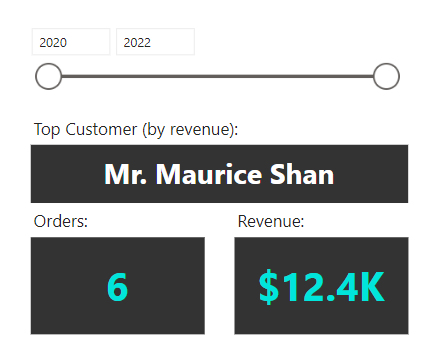 2020 2022
Top Customer (by revenue):
Mr. Maurice Shan
Orders: Revenue:
6 $12.4K